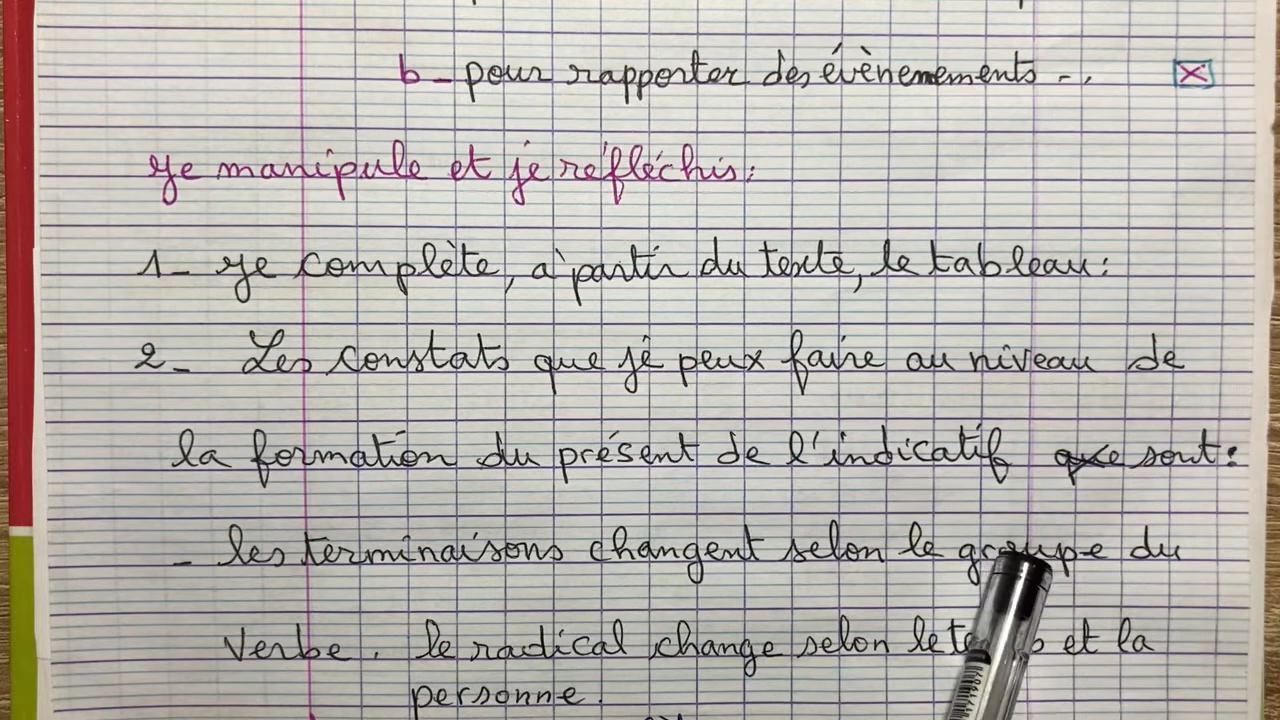 b - pour rapporter des évènemements ...
Je manipule et je réfléchis:
1 - Je complète, à partir du texte, le tableau:
2 - Les constats que je peux faire au niveau de
la formation du présent de l'indicatif que sont:
- les terminaisons changent selon le groupe du
verbe. le radical change selon le et la
personne.